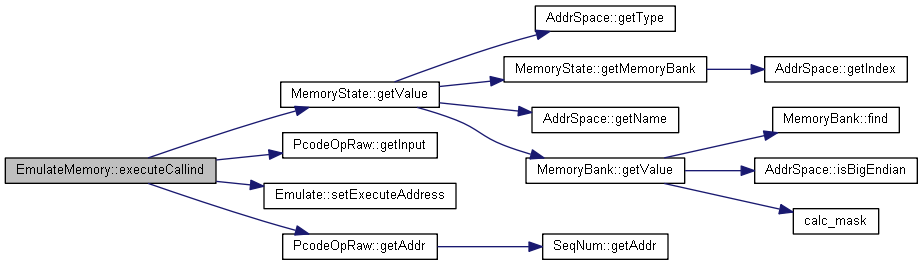 AddrSpace::getType
MemoryState::getMemoryBank
AddrSpace::getIndex
MemoryState::getValue
AddrSpace::getName
MemoryBank::find
PcodeOpRaw::getInput
EmulateMemory::executeCallind
MemoryBank::getValue
AddrSpace::isBigEndian
Emulate::setExecuteAddress
calc_mask
PcodeOpRaw::getAddr
SeqNum::getAddr